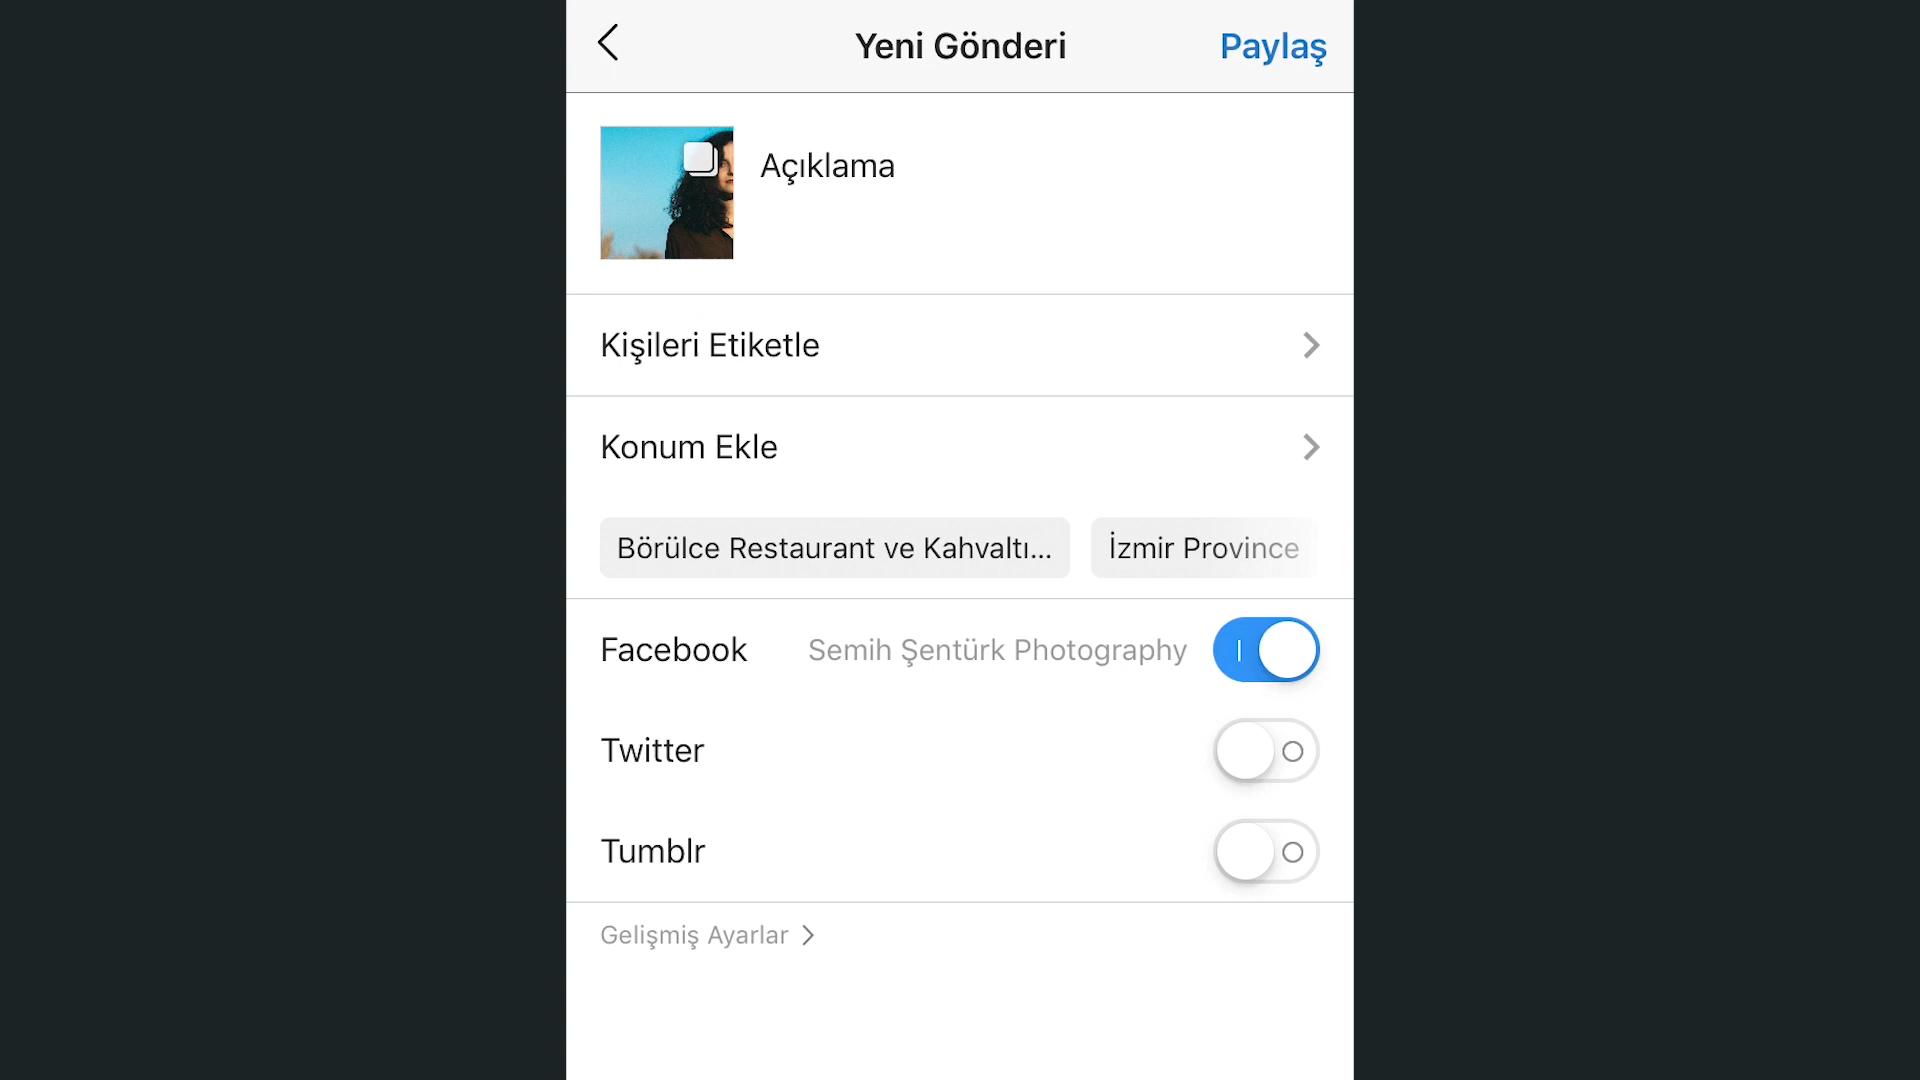 Yeni Gönderi
Paylaş
Açıklama
Kişileri Etiketle
Konum Ekle
Börülce Restaurant ve Kahvaltı...
İzmir Province
Facebook
Semih Şentürk Photography
Twitter
Tumblr
Gelişmiş Ayarlar